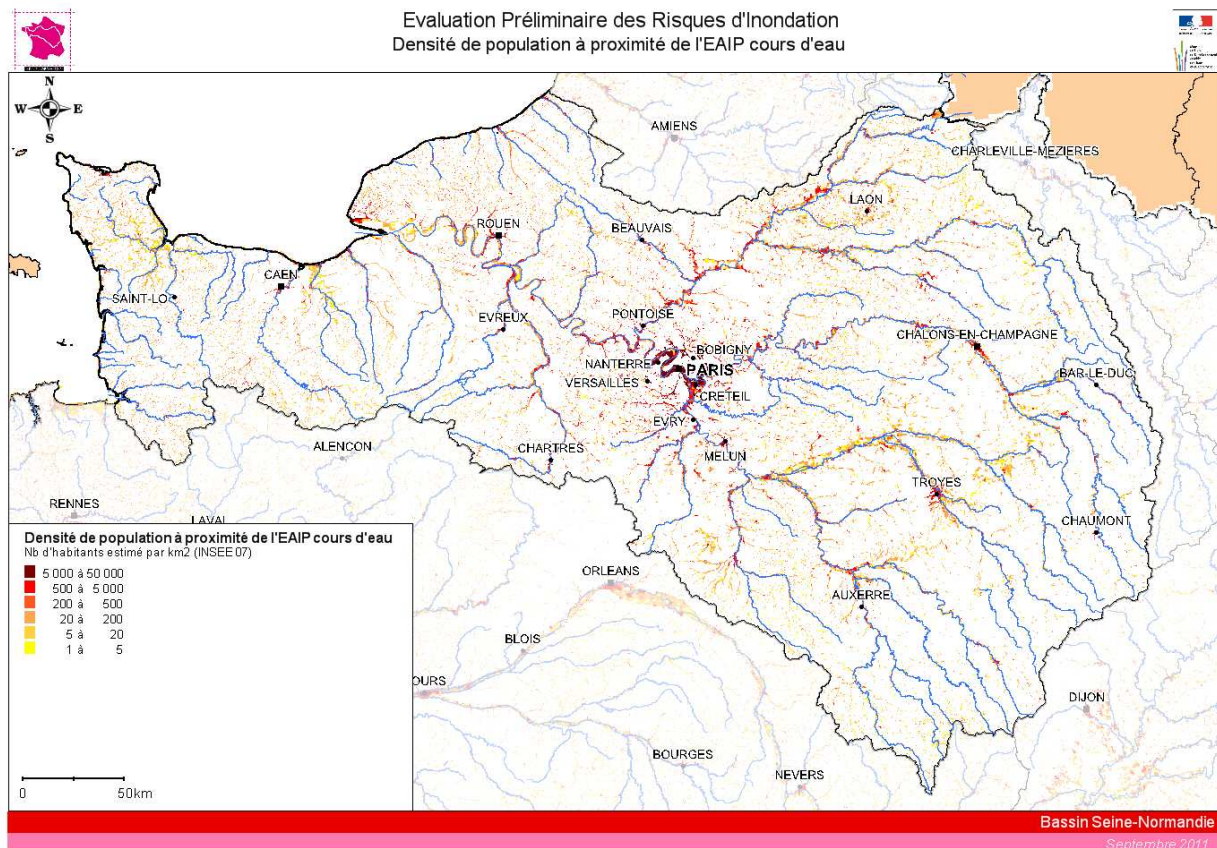 Evaluation Préliminaire des Risques d'Inondation
Densité de population à proximité de l'EAIP cours d'eau
N
W E
S
AMIENS
CHARLEVILLE-MEZIERES
LAON
ROUEN
BEAUVAIS
CAEN
SAINT-LO
EVREUX
PONTOISE
CHALONS-EN-CHAMPAGNE
BOBIGNY
NANTERRE
PARIS
BAR-LE-DUC
VERSAILLES
CRETEIL
EVRY
ALENCON
CHARTRES
MELUN
TROYES
RENNES
LAVAL
CHAUMONT
Densité de population à proximité de l'EAIP cours d'eau
Nb d'habitants estimé par km2 (INSEE 07)
5 000 à 50 000
500 à 5 000
200 à 500
20 à 200
5 à 20
1 à 5
ORLEANS
AUXERRE
BLOIS
OURS
DIJON
BOURGES
NEVERS
0 50km
Bassin Seine-Normandie
Septembre 2011